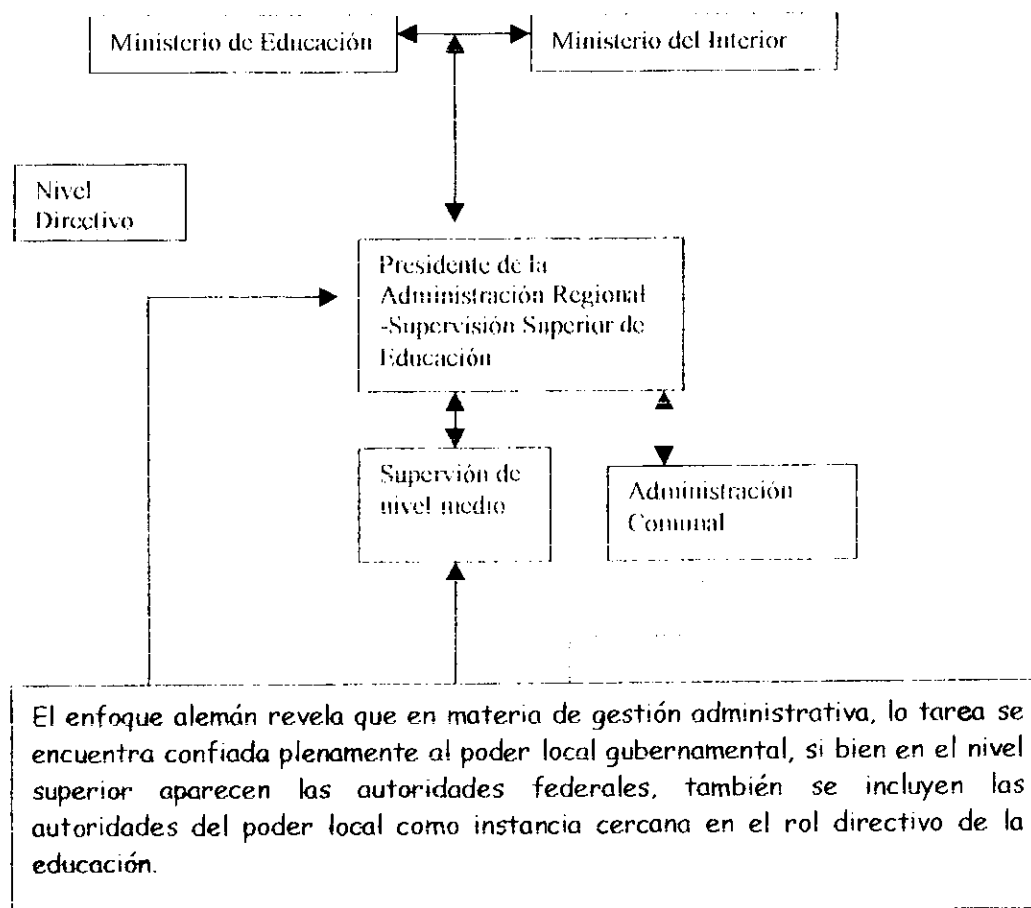 Ministerio de Educación
Ministerio del Interior
Nivel
Directivo
Presidente de la
Administración Regional
-Supervisión Superior de
Educación
Supervión de
nivel medio
Administración
Comunal
El enfoque alemán revela que en materia de gestión administrativa, la tarea se
encuentra confiada plenamente al poder local gubernamental, si bien en el nivel
superior aparecen las autoridades federales, también se incluyen las
autoridades del poder local como instancia cercana en el rol directivo de la
educación.